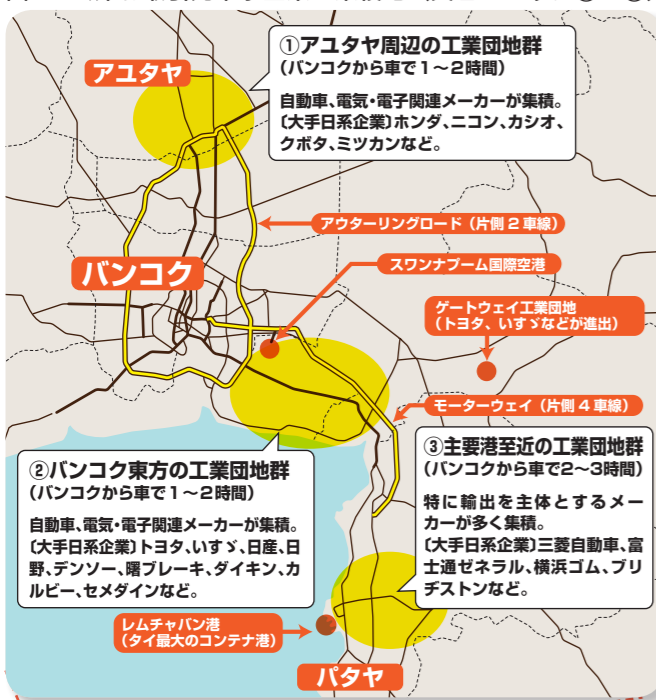 アユタヤ
①アユタヤ周辺の工業団地群
(バンコクから車で1〜2時間)
自動車、電気・電子関連メーカーが集積。
〔大手日系企業〕ホンダ、ニコン、カシオ、
クボタ、ミツカンなど。
アウターリングロード(片側2車線)
バンコク
スワンナプーム国際空港
ゲートウェイ工業団地
(トヨタ、いすゞなどが進出)
モーターウェイ(片側4車線)
②バンコク東方の工業団地群
(バンコクから車で1〜2時間)
自動車、電気・電子関連メーカーが集積。
〔大手日系企業〕トヨタ、いすゞ、日産、日
野、デンソー、曙ブレーキ、ダイキン、カ
ルビー、セメダインなど。
③主要港至近の工業団地群
(バンコクから車で2〜3時間)
特に輸出を主体とするメー
カーが多く集積。
〔大手日系企業〕三菱自動車、富
士通ゼネラル、横浜ゴム、ブリ
ヂストンなど。
レムチャバン港
(タイ最大のコンテナ港)
パタヤ